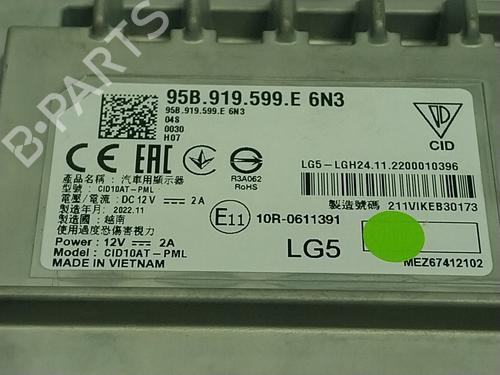 B-PARTS
95B.919.599.E 6N3
95B.919.599.E 6N3
04S
0030
H07
CID
LG5-LGH24.11.2200010396
CE EAC
R3A062
RoHS
產品名稱: 汽車用顯示器
型號: CID10AT-PML
電壓/電流: DC 12V ⎓ 2A
製造年月: 2022.11
製造國: 越南
使用過度恐傷害視力
E11 10R-0611391
製造號碼 211VIKEB30173
LG5
Power: 12V ⎓ 2A
Model: CID10AT-PML
MADE IN VIETNAM
MEZ67412102